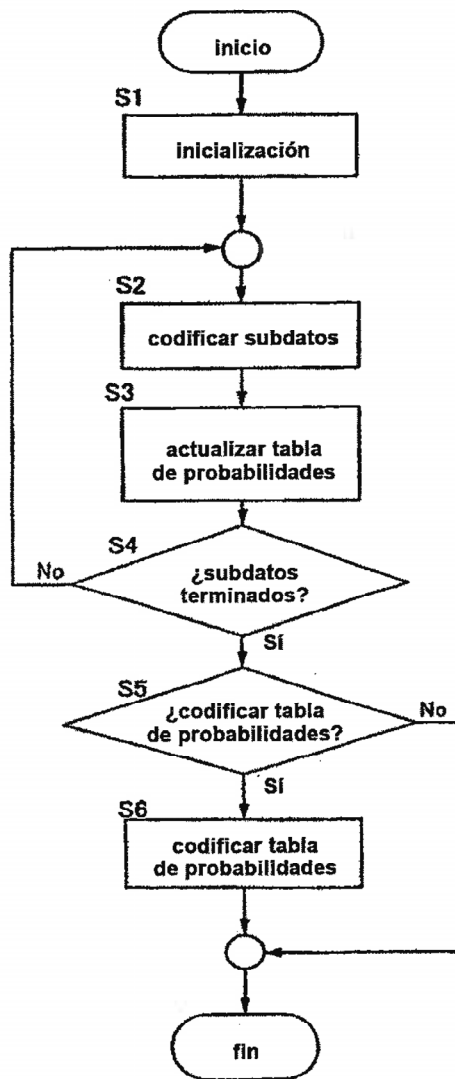 inicio
S1
inicialización
S2
codificar subdatos
S3
actualizar tabla
de probabilidades
S4
No
¿subdatos
terminados?
Sí
S5
¿codificar tabla
de probabilidades?
No
Sí
S6
codificar tabla
de probabilidades
fin